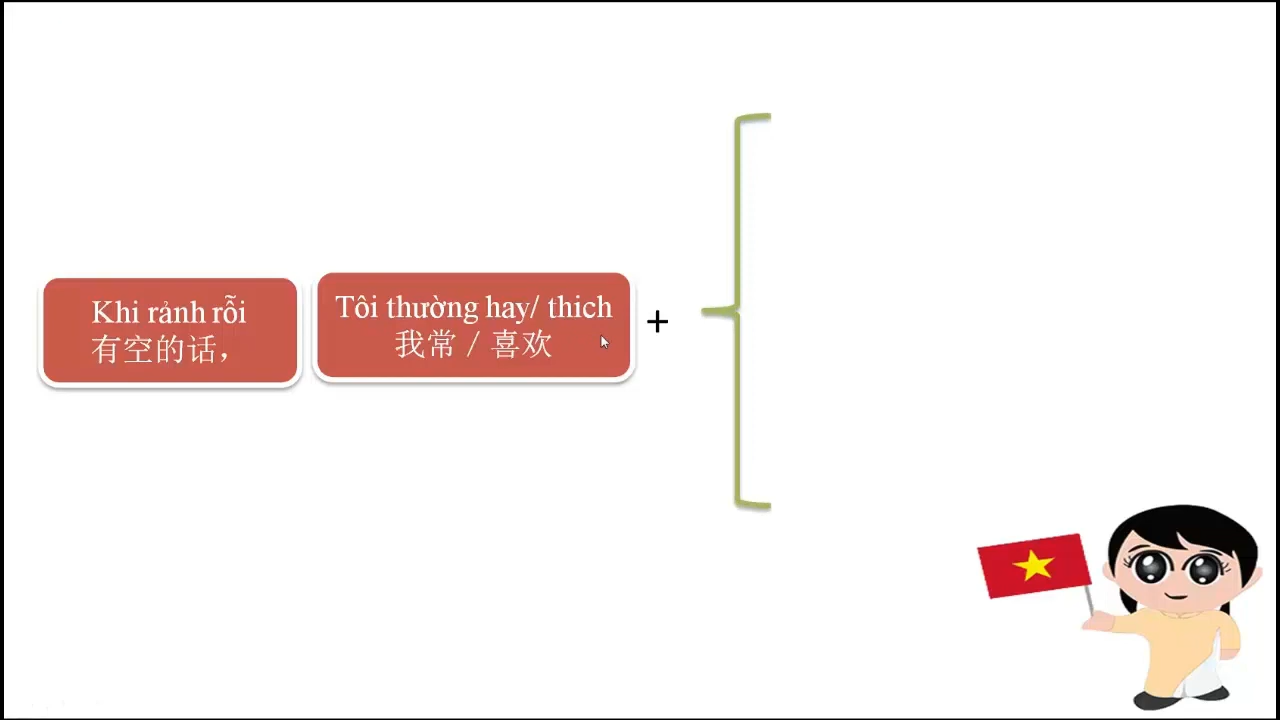 Khi rảnh rỗi
有空的话，
Tôi thường hay/ thich
我常 / 喜欢
+